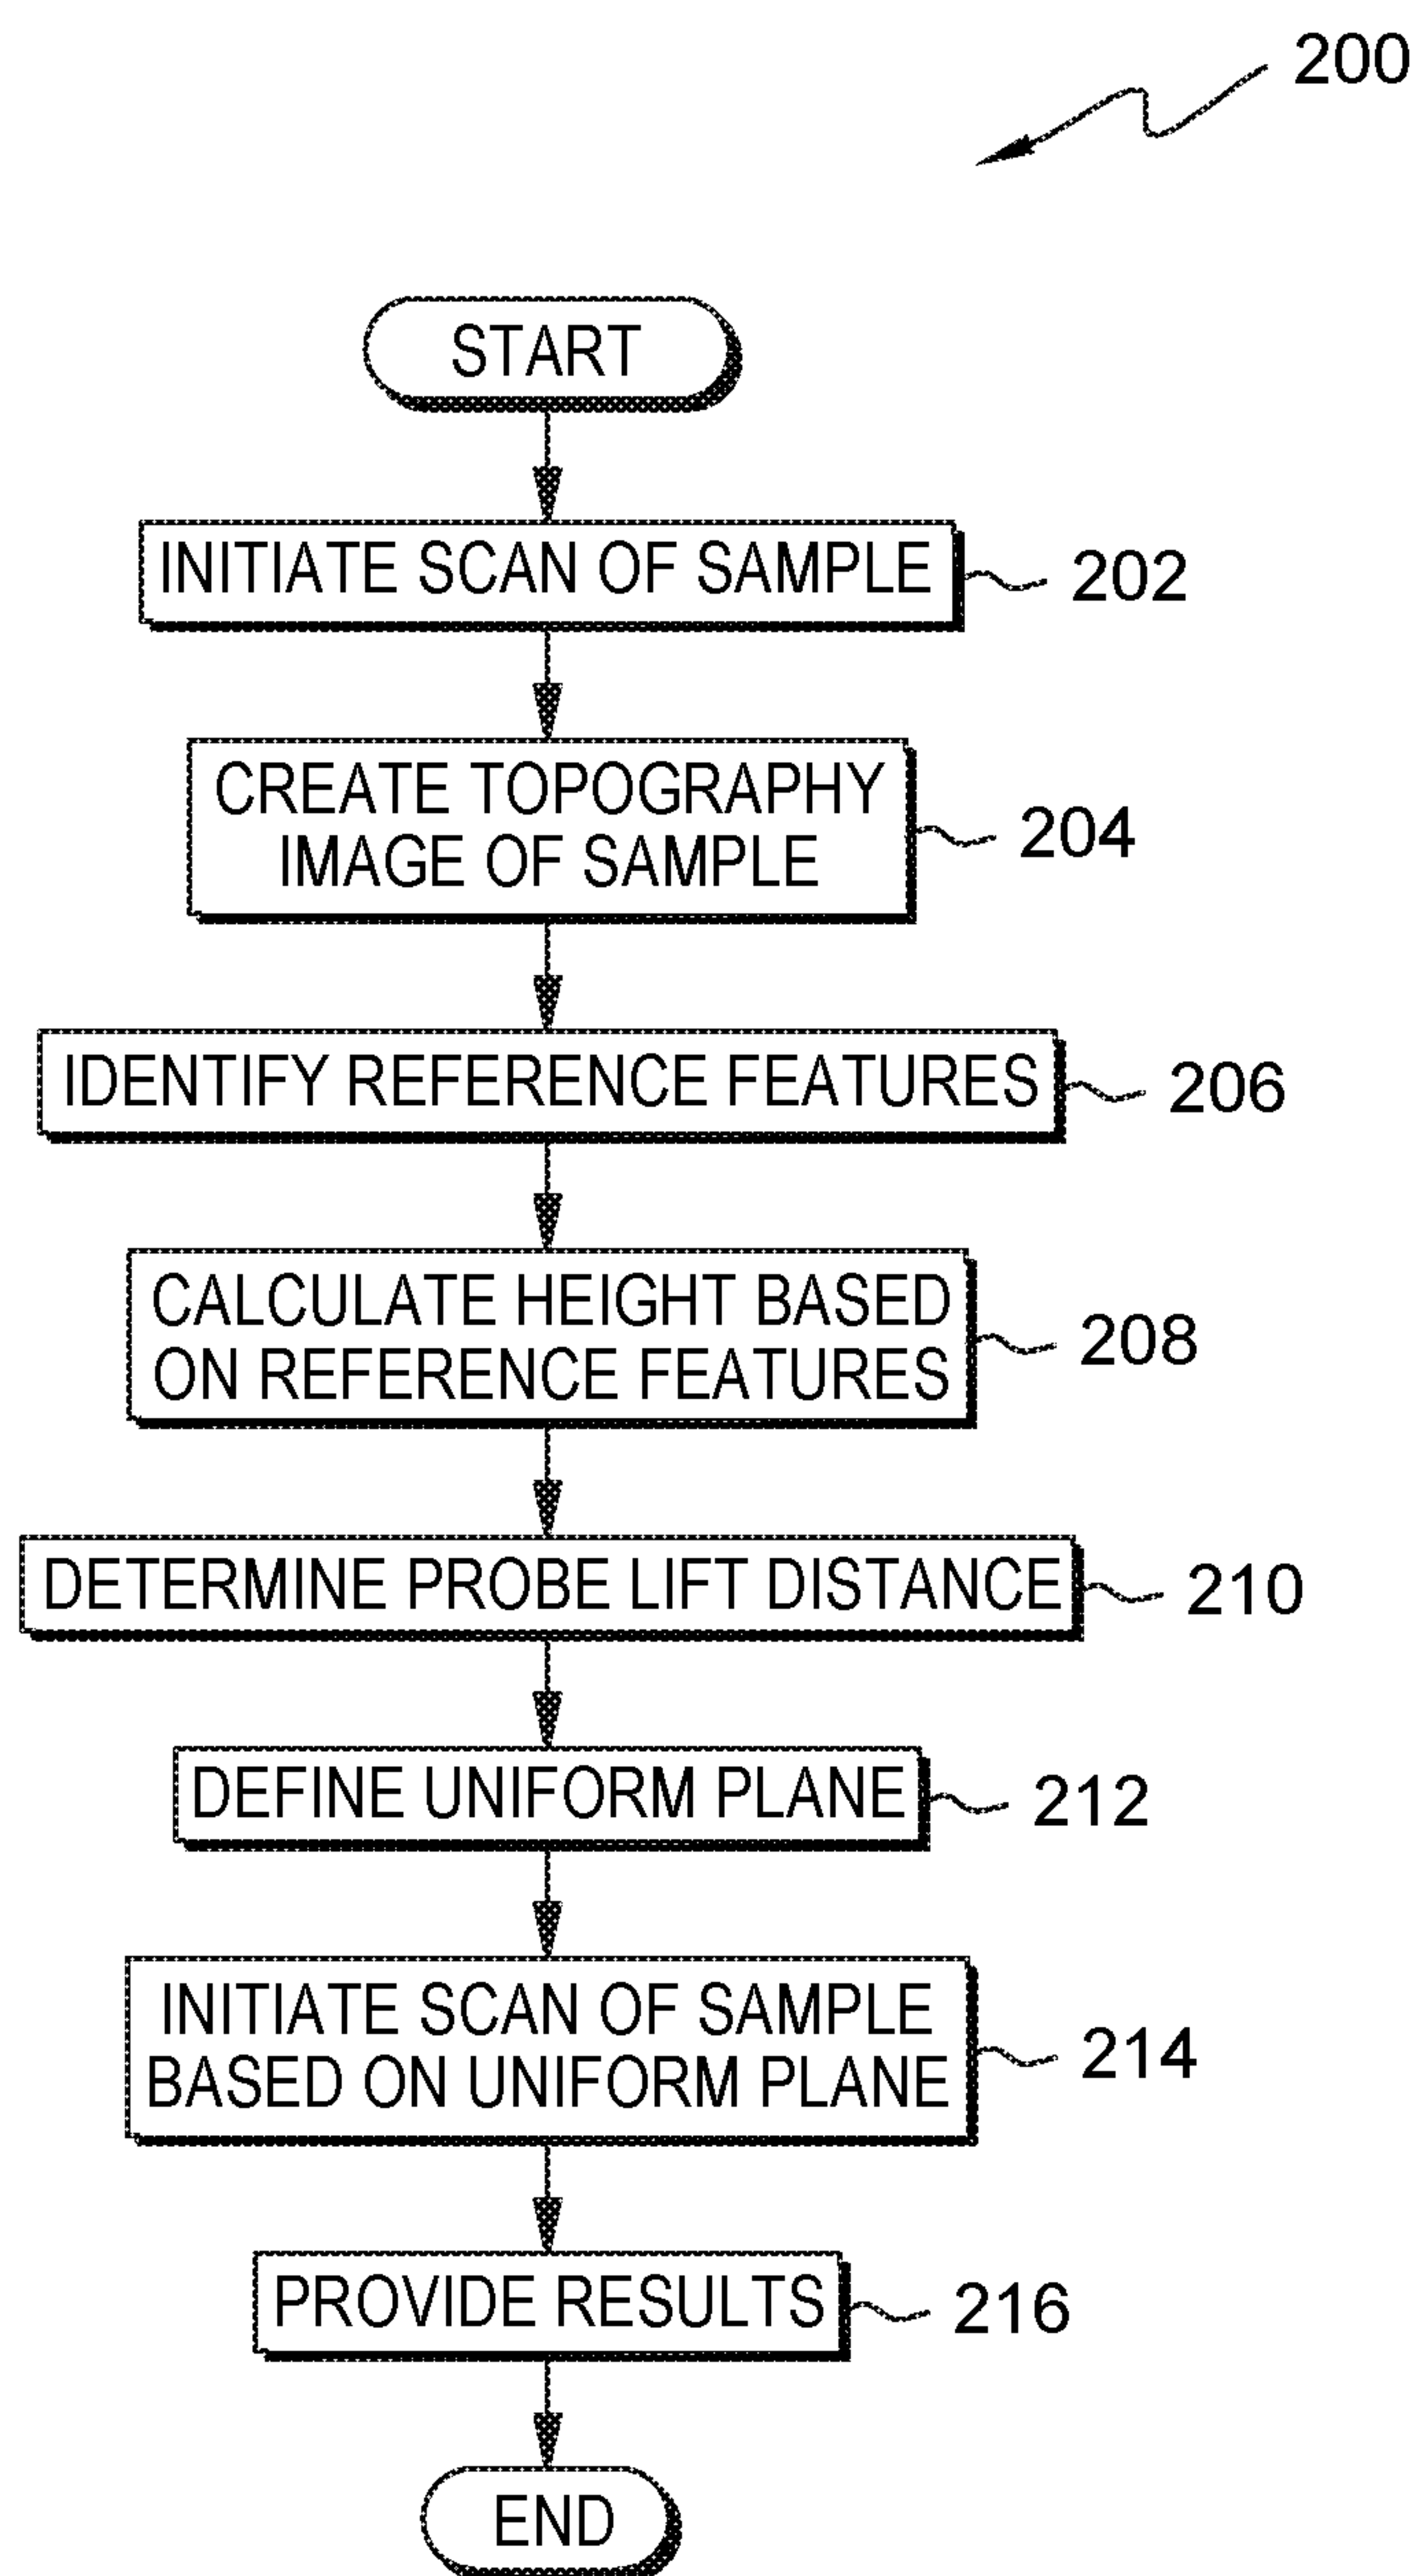 200
START
INITIATE SCAN OF SAMPLE
202
CREATE TOPOGRAPHY
IMAGE OF SAMPLE
204
IDENTIFY REFERENCE FEATURES
206
CALCULATE HEIGHT BASED
ON REFERENCE FEATURES
208
DETERMINE PROBE LIFT DISTANCE
210
DEFINE UNIFORM PLANE
212
INITIATE SCAN OF SAMPLE
BASED ON UNIFORM PLANE
214
PROVIDE RESULTS
216
END